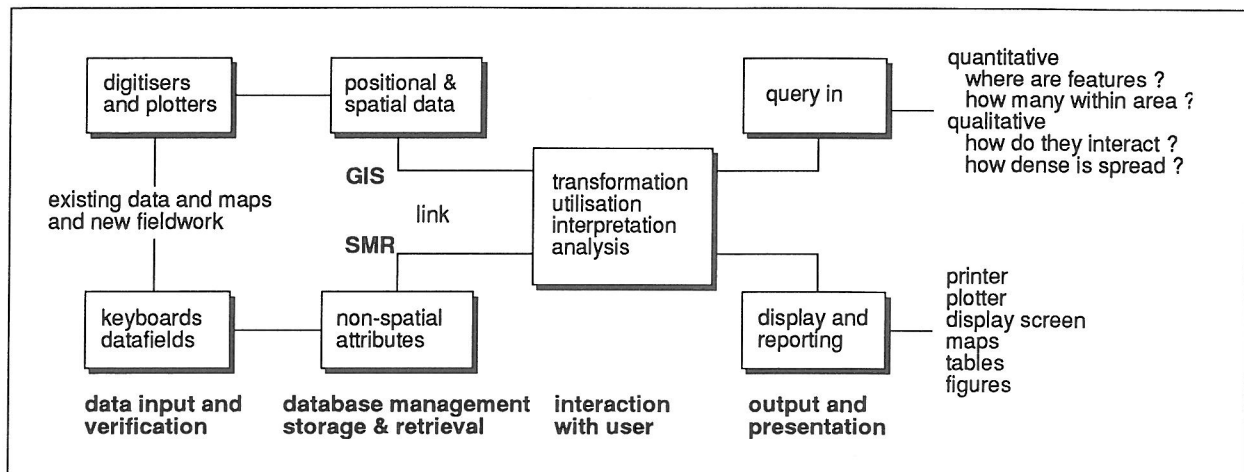 digitisers
and plotters
positional &
spatial data
query in
quantitative
where are features ?
how many within area ?
qualitative
how do they interact ?
how dense is spread ?
GIS
link
SMR
existing data and maps
and new fieldwork
transformation
utilisation
interpretation
analysis
keyboards
datafields
non-spatial
attributes
display and
reporting
printer
plotter
display screen
maps
tables
figures
data input and
verification
database management
storage & retrieval
interaction
with user
output and
presentation